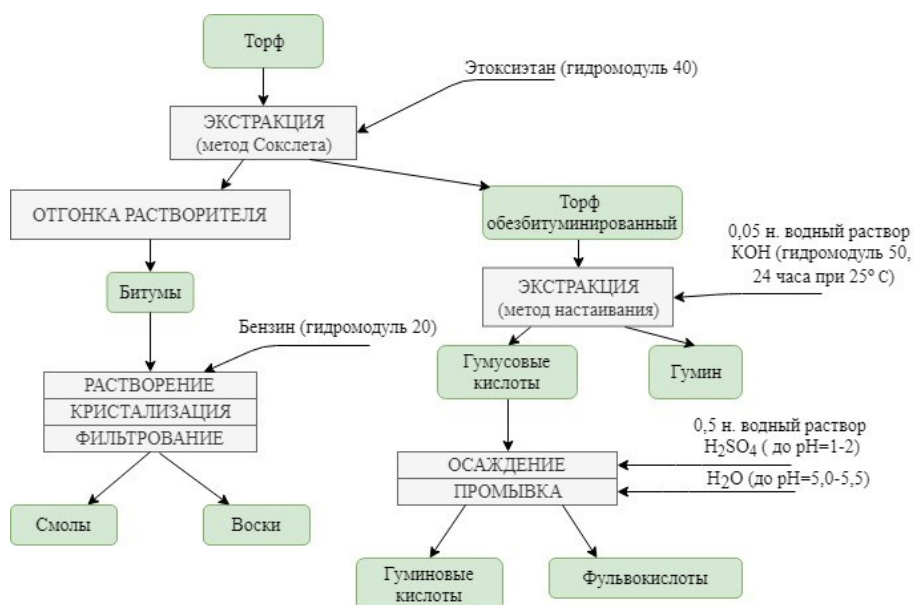 Торф
Этоксиэтан (гидромодуль 40)
ЭКСТРАКЦИЯ
(метод Сокслета)
ОТГОНКА РАСТВОРИТЕЛЯ
Торф
обезбитуминированный
0,05 н. водный раствор
КОН (гидромодуль 50,
24 часа при 25° С)
Битумы
ЭКСТРАКЦИЯ
(метод настаивания)
Бензин (гидромодуль 20)
Гумусовые
кислоты
Гумин
РАСТВОРЕНИЕ
КРИСТАЛИЗАЦИЯ
ФИЛЬТРОВАНИЕ
0,5 н. водный раствор
H₂SO₄ ( до pH=1-2)
ОСАЖДЕНИЕ
ПРОМЫВКА
H₂O (до pH=5,0-5,5)
Смолы
Воски
Гуминовые
кислоты
Фульвокислоты